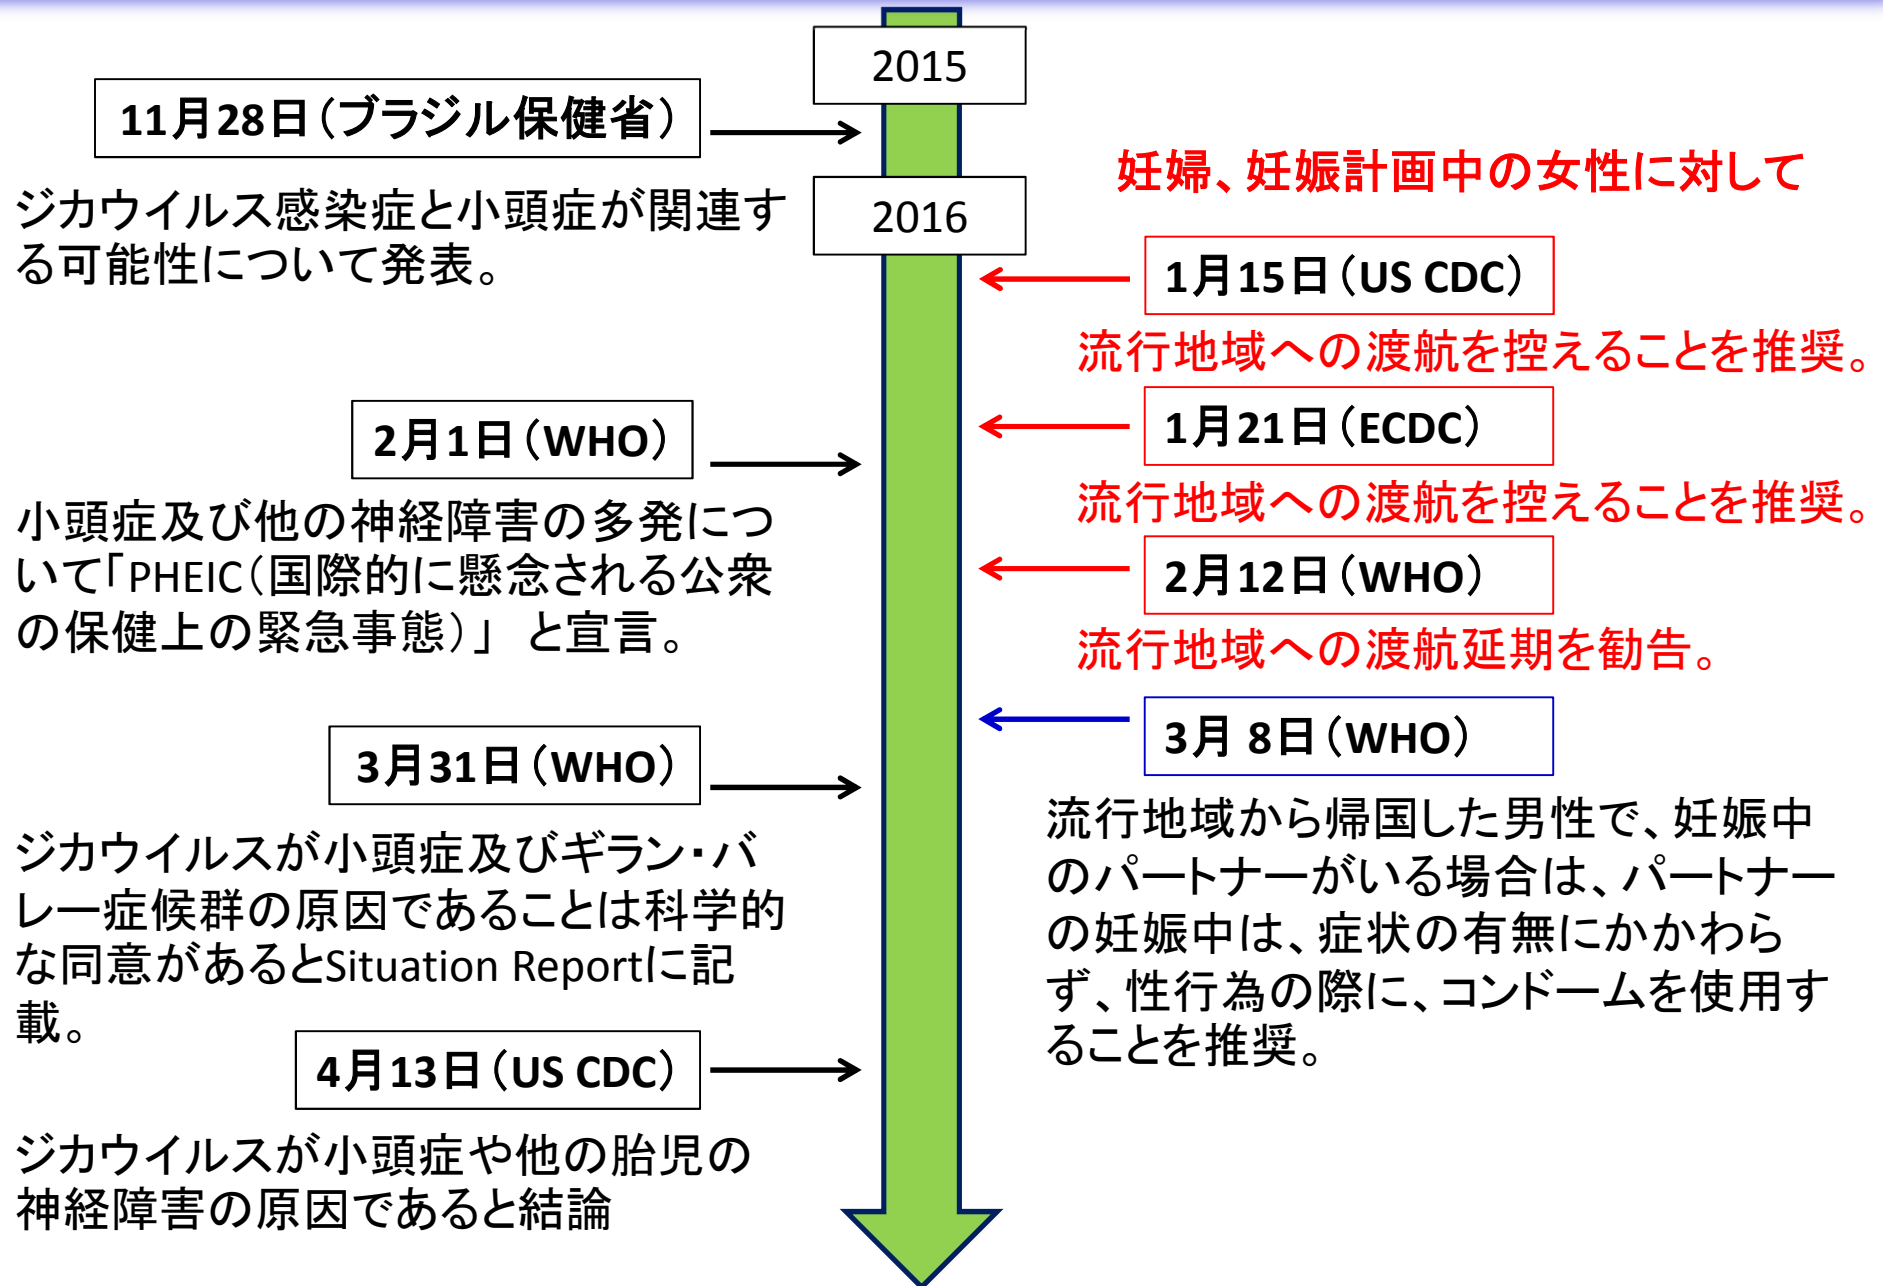 2015
11月28日（ブラジル保健省）
ジカウイルス感染症と小頭症が関連す
る可能性について発表。
2016
妊婦、妊娠計画中の女性に対して
1月15日（US CDC）
流行地域への渡航を控えることを推奨。
1月21日（ECDC）
流行地域への渡航を控えることを推奨。
2月1日（WHO）
小頭症及び他の神経障害の多発につ
いて「PHEIC（国際的に懸念される公衆
の保健上の緊急事態）」 と宣言。
2月12日（WHO）
流行地域への渡航延期を勧告。
3月 8日（WHO）
流行地域から帰国した男性で、妊娠中
のパートナーがいる場合は、パートナー
の妊娠中は、症状の有無にかかわら
ず、性行為の際に、コンドームを使用す
ることを推奨。
3月31日（WHO）
ジカウイルスが小頭症及びギラン・バ
レー症候群の原因であることは科学的
な同意があるとSituation Reportに記
載。
4月13日（US CDC）
ジカウイルスが小頭症や他の胎児の
神経障害の原因であると結論